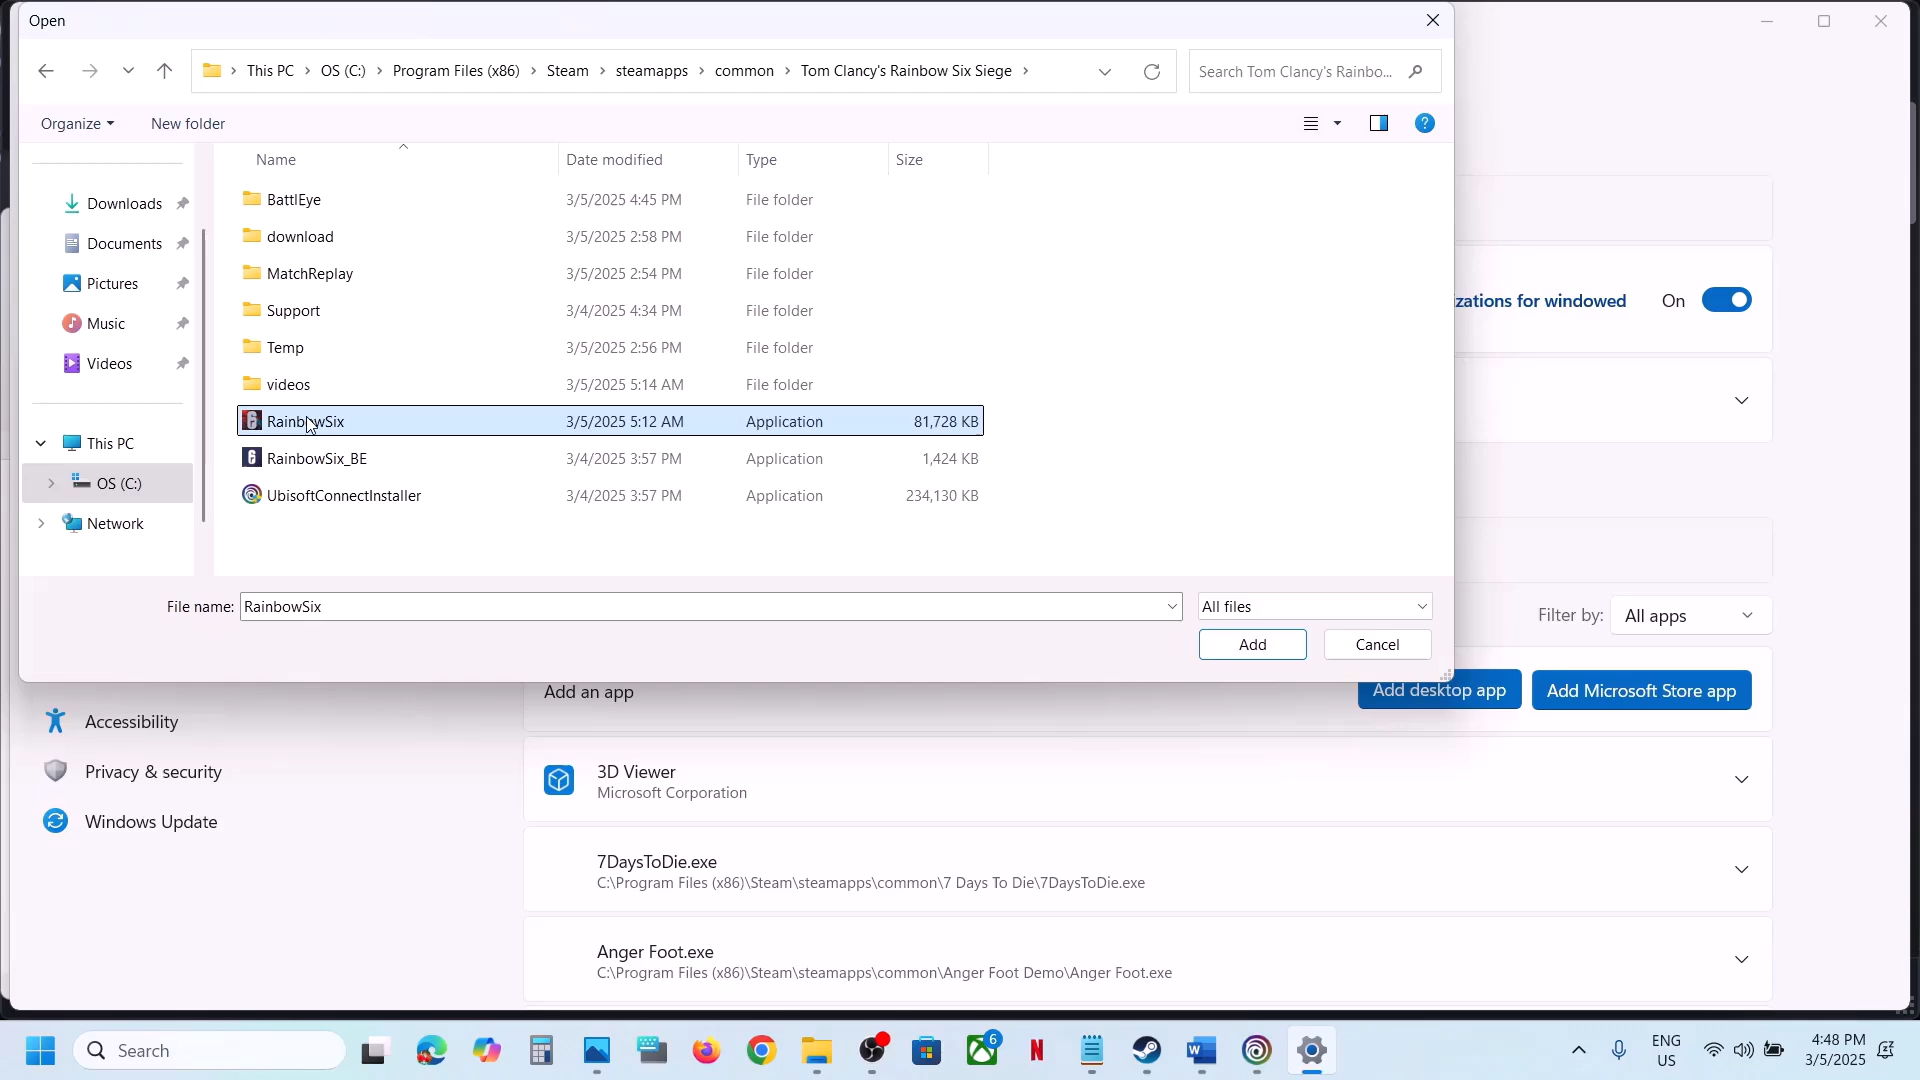 Open
This PC OS (C:) Program Files (x86) Steam steamapps common Tom Clancy's Rainbow Six Siege
Search Tom Clancy's Rainbo...
Organize New folder
?
Name Date modified Type Size
Downloads
Documents
Pictures
Music
Videos
This PC
OS (C:)
Network
BattlEye 3/5/2025 4:45 PM File folder
download 3/5/2025 2:58 PM File folder
MatchReplay 3/5/2025 2:54 PM File folder
Support 3/4/2025 4:34 PM File folder
Temp 3/5/2025 2:56 PM File folder
videos 3/5/2025 5:14 AM File folder
RainbowSix 3/5/2025 5:12 AM Application 81,728 KB
RainbowSix_BE 3/4/2025 3:57 PM Application 1,424 KB
UbisoftConnectInstaller 3/4/2025 3:57 PM Application 234,130 KB
File name: RainbowSix All files
Add Cancel
izations for windowed On
Filter by: All apps
Add an app Add desktop app Add Microsoft Store app
Accessibility
Privacy & security
Windows Update
3D Viewer
Microsoft Corporation
7DaysToDie.exe
C:\Program Files (x86)\Steam\steamapps\common\7 Days To Die\7DaysToDie.exe
Anger Foot.exe
C:\Program Files (x86)\Steam\steamapps\common\Anger Foot Demo\Anger Foot.exe
Search
6
ENG
US
4:48 PM
3/5/2025